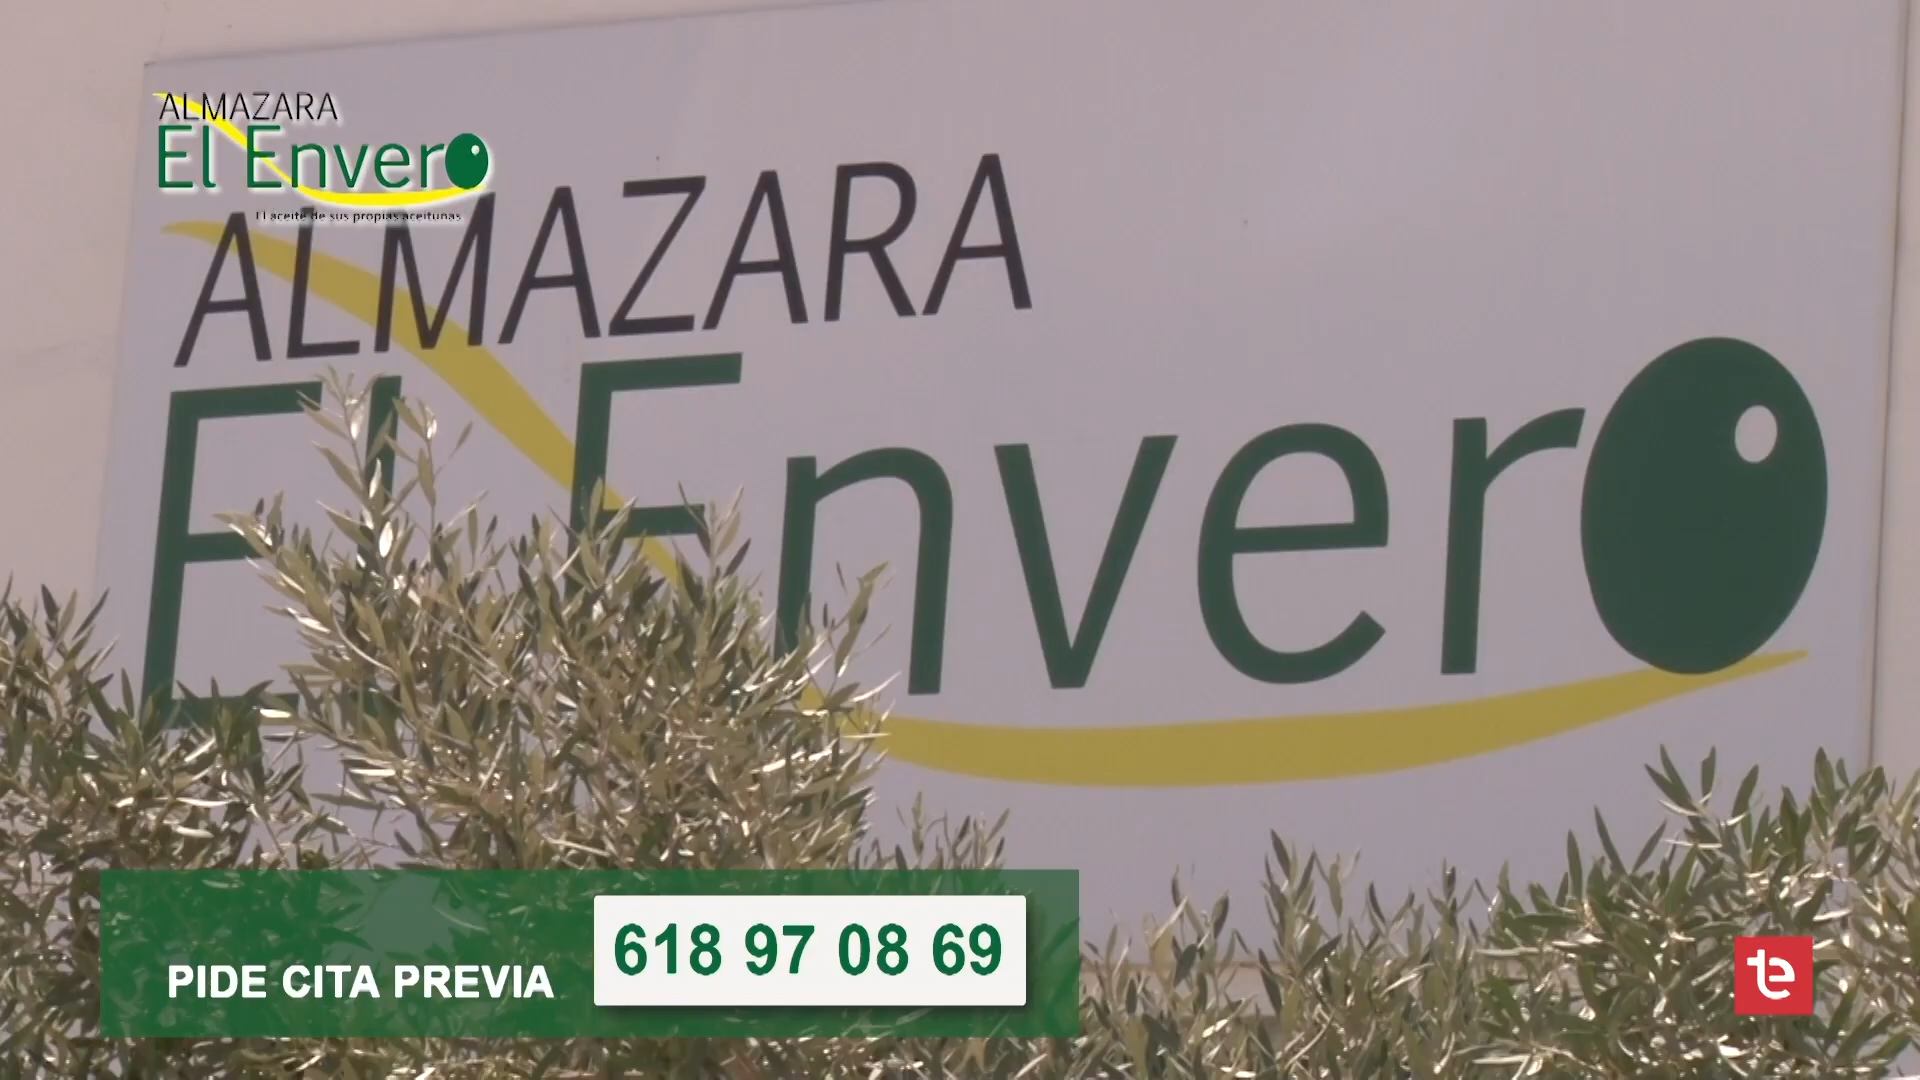 ALMAZARA
El Envero
El aceite de sus propias aceitunas
ALMAZARA
El Envero
PIDE CITA PREVIA
618 97 08 69
te